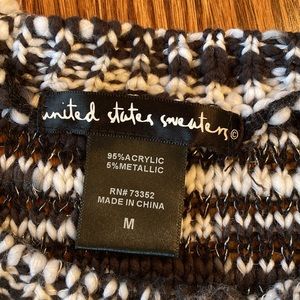 united states sweaters©
95%ACRYLIC
5%METALLIC
RN# 73352
MADE IN CHINA
M